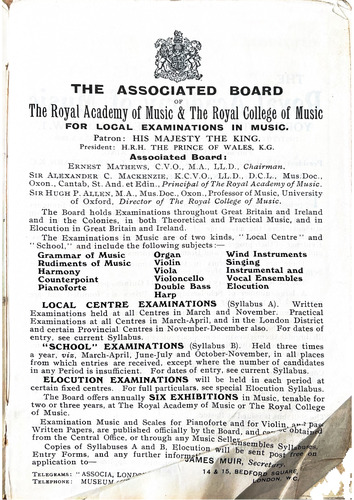 THE ASSOCIATED BOARD
OF
The Royal Academy of Music & The Royal College of Music
FOR LOCAL EXAMINATIONS IN MUSIC.
Patron: HIS MAJESTY THE KING.
President: H.R.H. THE PRINCE OF WALES, K.G.
Associated Board:
ERNEST MATHEWS, C.V.O., M.A., LL.D., Chairman.
SIR ALEXANDER C. MACKENZIE, K.C.V.O., LL.D., D.C.L., Mus.Doc.,
Oxon., Cantab, St. And. et Edin., Principal of The Royal Academy of Music.
SIR HUGH P. ALLEN, M.A., Mus.Doc., Oxon., Professor of Music, University
of Oxford, Director of The Royal College of Music.
The Board holds Examinations throughout Great Britain and Ireland
and in the Colonies, in both Theoretical and Practical Music, and in
Elocution in Great Britain and Ireland.
The Examinations in Music are of two kinds, "Local Centre" and
"School," and include the following subjects:—
Grammar of Music Organ Wind Instruments
Rudiments of Music Violin Singing
Harmony Viola Instrumental and
Counterpoint Violoncello Vocal Ensembles
Pianoforte Double Bass Elocution
Harp
LOCAL CENTRE EXAMINATIONS (Syllabus A). Written
Examinations held at all Centres in March and November. Practical
Examinations at all Centres in March-April, and in the London District
and certain Provincial Centres in November-December also. For dates of
entry, see current Syllabus.
"SCHOOL" EXAMINATIONS (Syllabus B). Held three times
a year, viz., March-April, June-July and October-November, in all places
from which entries are received, except where the number of candidates
in any Period is insufficient. For dates of entry, see current Syllabus.
ELOCUTION EXAMINATIONS will be held in each period at
certain fixed centres. For full particulars, see special Elocution Syllabus.
The Board offers annually SIX EXHIBITIONS in Music, tenable for
two or three years, at The Royal Academy of Music or The Royal College
of Music.
Examination Music and Scales for Pianoforte and for Violin, and Past
Written Papers, are published officially by the Board, and can be obtained
from the Central Office, or through any Music Seller.
Copies of Syllabuses A and B, Elocution Ensembles Syllabus,
Entry Forms, and any further information, will be sent post free on
application to—
JAMES MUIR, Secretary
14 & 15, BEDFORD SQUARE,
LONDON, W.C.
TELEGRAMS: "ASSOCIA, LONDON
TELEPHONE: MUSEUM